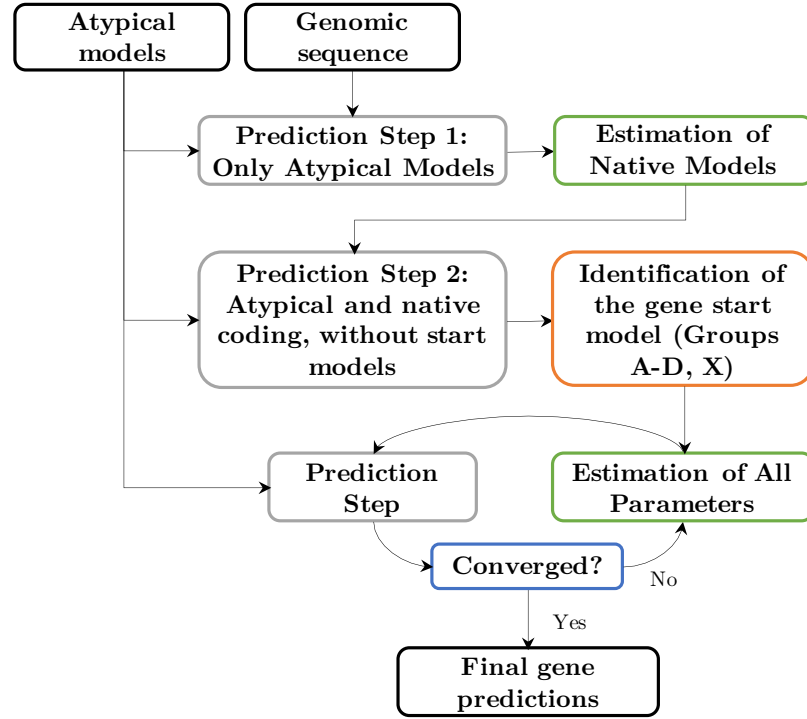 Atypical
models
Genomic
sequence
Prediction Step 1:
Only Atypical Models
Estimation of
Native Models
Prediction Step 2:
Atypical and native
coding, without start
models
Identification of
the gene start
model (Groups
A-D, X)
Prediction
Step
Estimation of All
Parameters
Converged?
No
Yes
Final gene
predictions